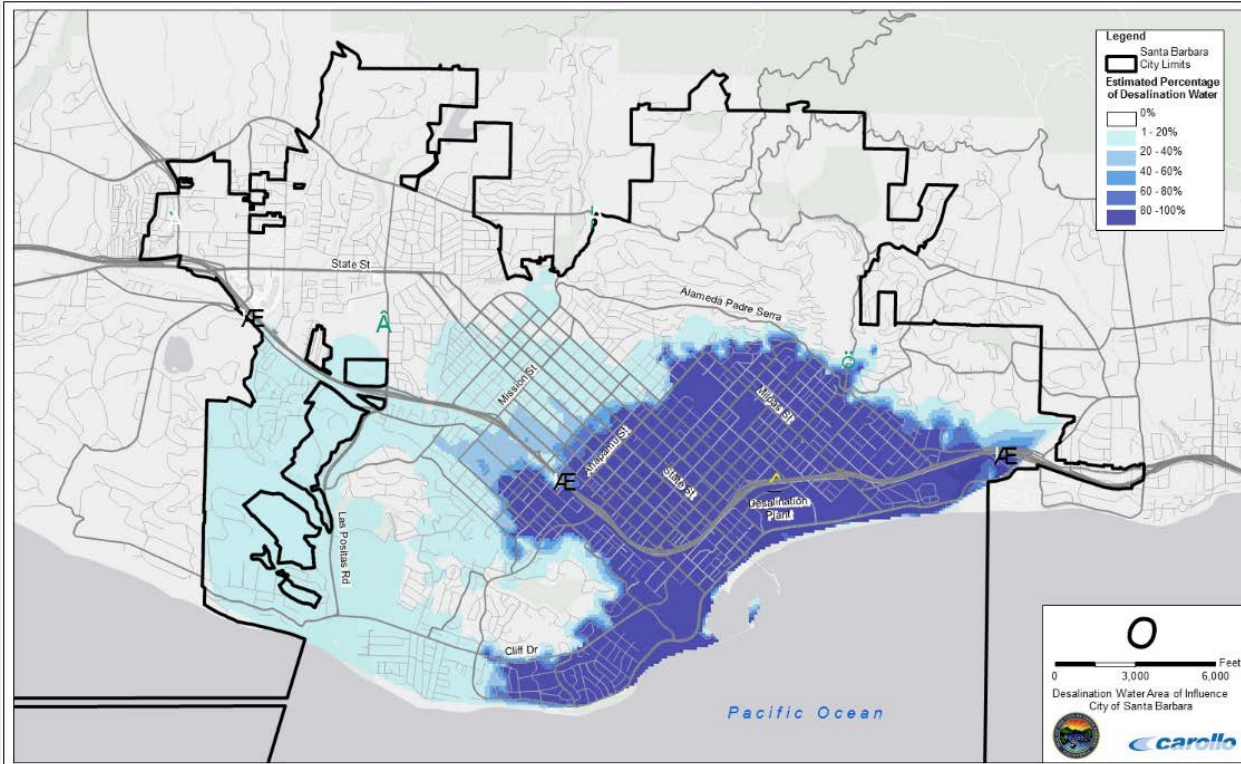 Legend
Santa Barbara
City Limits
Estimated Percentage
of Desalination Water
0%
1 - 20%
20 - 40%
40 - 60%
60 - 80%
80 -100%
State St
Alameda Padre Serra
Æ
Â
Mission St
Milpas St
Anapamu St
Æ
State St
Æ
Desalination
Plant
Las Positas Rd
Cliff Dr
Pacific Ocean
O
Feet
0 3,000 6,000
Desalination Water Area of Influence
City of Santa Barbara
carollo